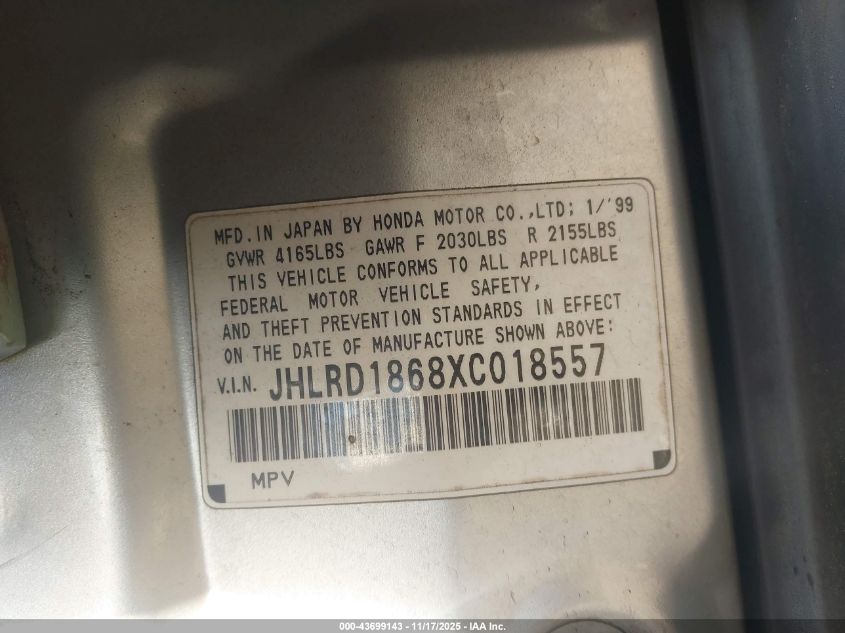 MFD. IN JAPAN BY HONDA MOTOR CO.,LTD; 1/'99
GVWR 4165LBS GAWR F 2030LBS R 2155LBS
THIS VEHICLE CONFORMS TO ALL APPLICABLE
FEDERAL MOTOR VEHICLE SAFETY,
AND THEFT PREVENTION STANDARDS IN EFFECT
ON THE DATE OF MANUFACTURE SHOWN ABOVE:
V.I.N. JHLRD1868XC018557
MPV
000-43699143 - 11/17/2025 - IAA Inc.